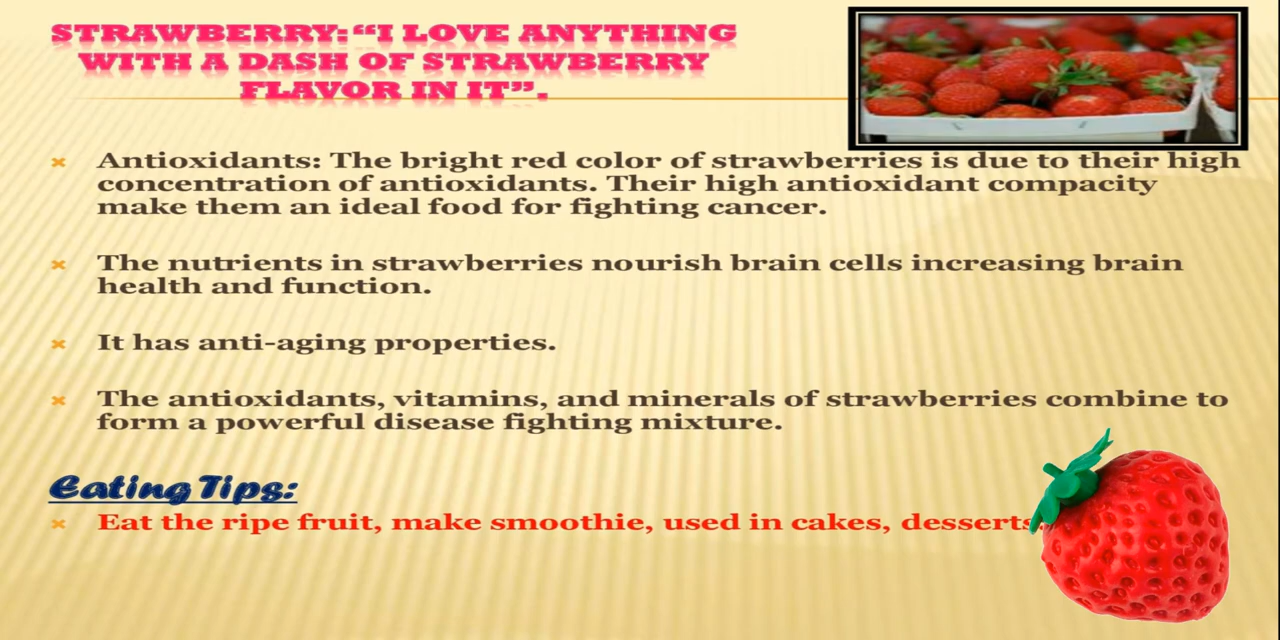 STRAWBERRY: “I LOVE ANYTHING
WITH A DASH OF STRAWBERRY
FLAVOR IN IT”.
Antioxidants: The bright red color of strawberries is due to their high
concentration of antioxidants. Their high antioxidant compacity
make them an ideal food for fighting cancer.
The nutrients in strawberries nourish brain cells increasing brain
health and function.
It has anti-aging properties.
The antioxidants, vitamins, and minerals of strawberries combine to
form a powerful disease fighting mixture.
Eating Tips:
Eat the ripe fruit, make smoothie, used in cakes, desserts.